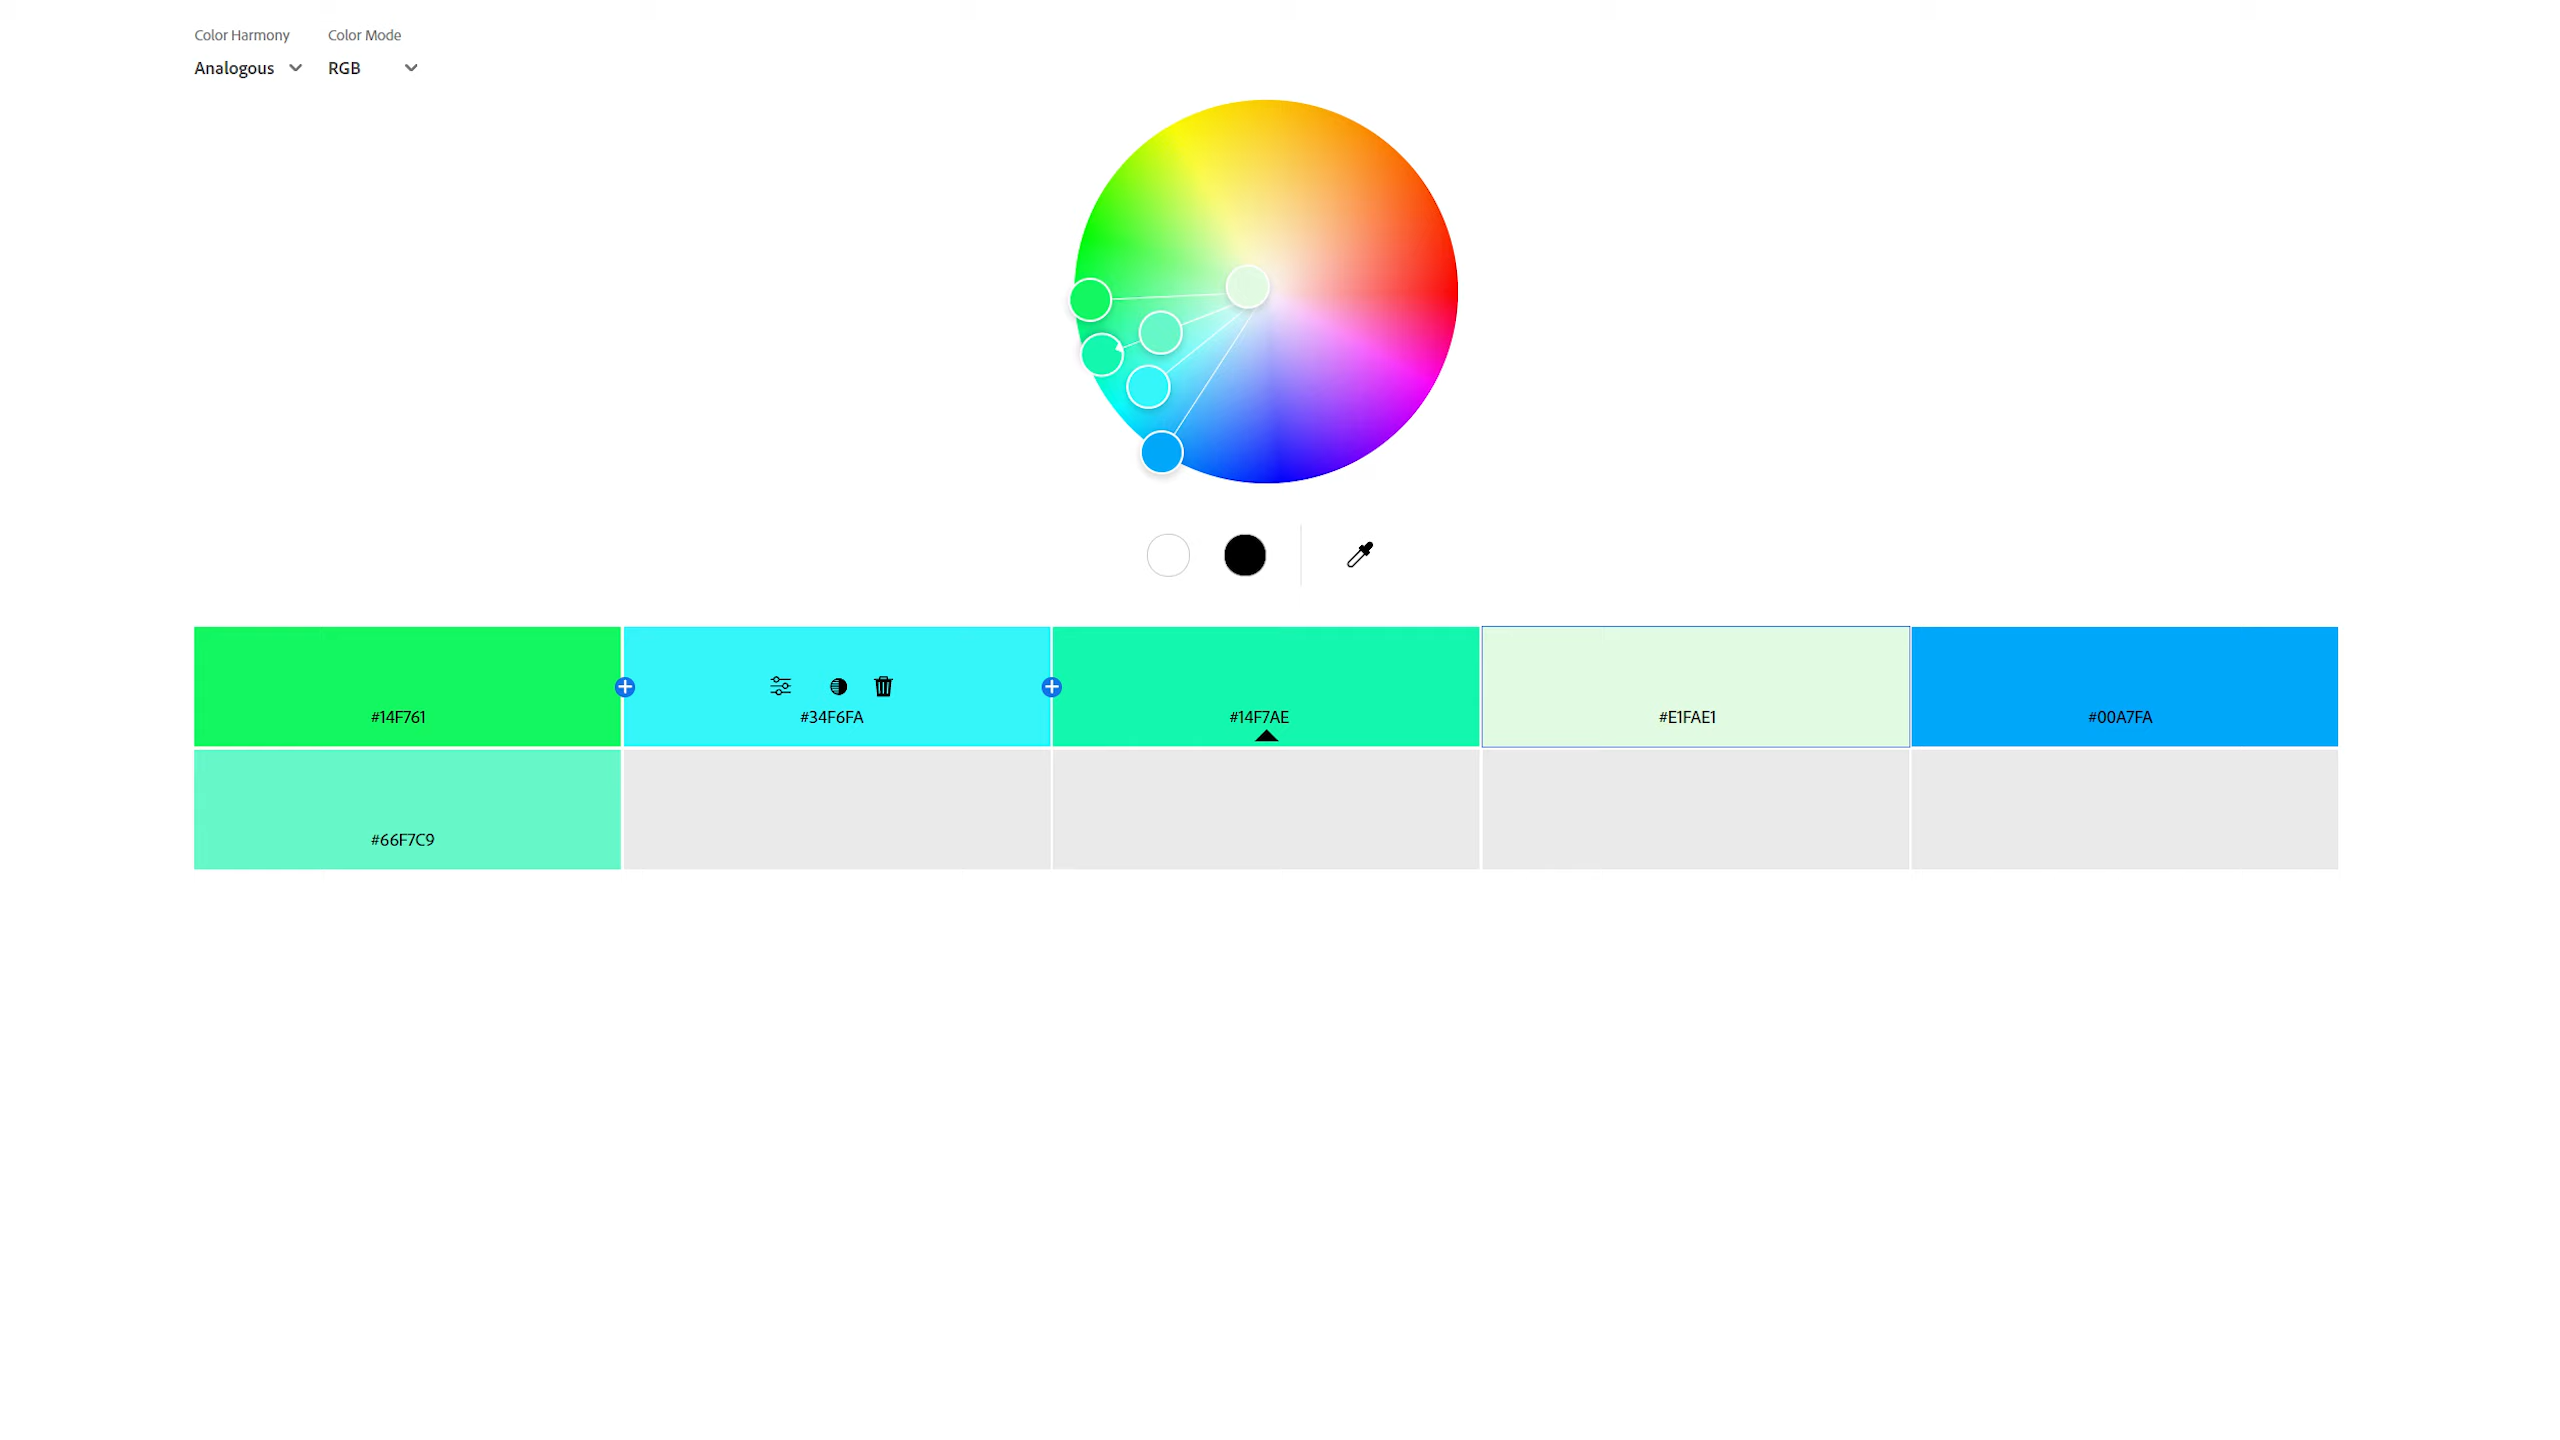 Color Harmony Color Mode
Analogous RGB
#14F761 #34F6FA #14F7AE #E1FAE1 #00A7FA
#66F7C9